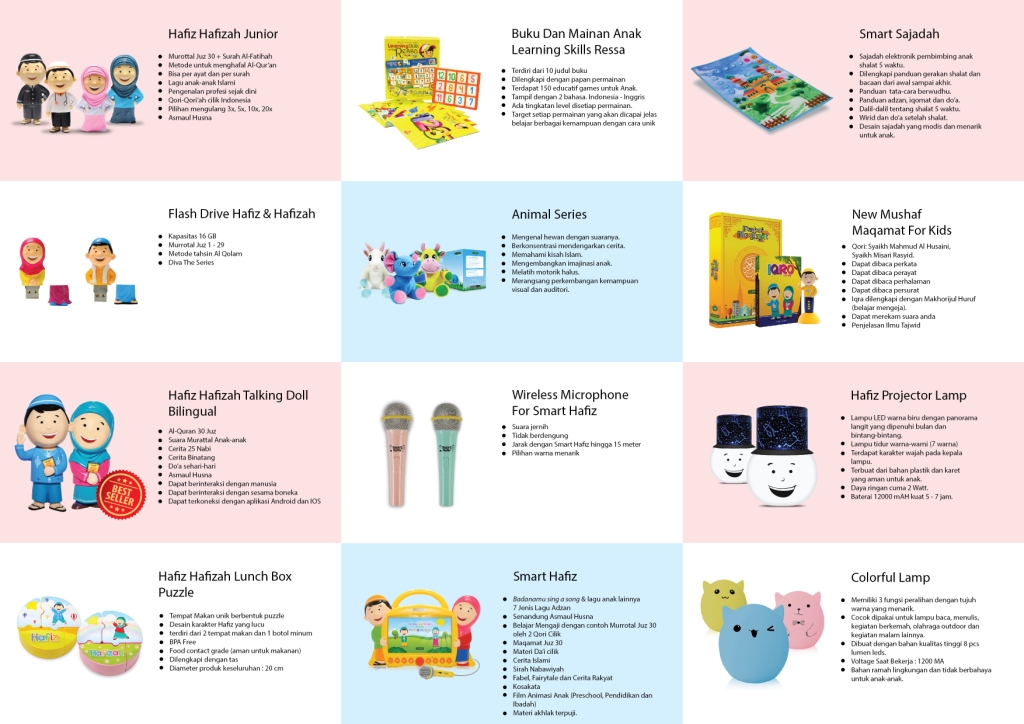 Hafiz Hafizah Junior
● Murottal Juz 30 + Surah Al-Fatihah
● Metode untuk menghafal Al-Qur'an
● Bisa per ayat dan per surah
● Lagu anak-anak Islami
● Pengenalan profesi sejak dini
● Qori-Qori'ah cilik Indonesia
● Pilihan mengulang 3x, 5x, 10x, 20x
● Asmaul Husna
Buku Dan Mainan Anak
Learning Skills Ressa
● Terdiri dari 10 judul buku
● Dilengkapi dengan papan permainan
● Terdapat 150 educatif games untuk Anak.
● Tampil dengan 2 bahasa. Indonesia - Inggris
● Ada tingkatan level disetiap permainan.
● Target setiap permainan yang akan dicapai jelas
belajar berbagai kemampuan dengan cara unik
Smart Sajadah
● Sajadah elektronik pembimbing anak
shalat 5 waktu.
● Dilengkapi panduan gerakan shalat dan
bacaan dari awal sampai akhir.
● Panduan tata-cara berwudhu.
● Panduan adzan, iqomat dan do'a.
● Dalil-dalil tentang shalat 5 waktu.
● Wirid dan do'a setelah shalat.
● Desain sajadah yang modis dan menarik
untuk anak.
Flash Drive Hafiz & Hafizah
● Kapasitas 16 GB
● Murrotal Juz 1 - 29
● Metode tahsin Al Qolam
● Diva The Series
Animal Series
● Mengenal hewan dengan suaranya.
● Berkonsentrasi mendengarkan cerita.
● Memahami kisah Islam.
● Mengembangkan imajinasi anak.
● Melatih motorik halus.
● Merangsang perkembangan kemampuan
visual dan auditori.
New Mushaf
Maqamat For Kids
● Qori: Syaikh Mahmud Al Husaini,
Syaikh Misari Rasyid.
● Dapat dibaca perkata
● Dapat dibaca perayat
● Dapat dibaca perhalaman
● Dapat dibaca persurat
● Iqra dilengkapi dengan Makhorijul Huruf
(belajar mengeja).
● Dapat merekam suara anda
● Penjelasan Ilmu Tajwid
IQRO
Hafiz Hafizah Talking Doll
Bilingual
● Al-Quran 30 Juz
● Suara Murattal Anak-anak
● Cerita 25 Nabi
● Cerita Binatang
● Do'a sehari-hari
● Asmaul Husna
● Dapat berinteraksi dengan manusia
● Dapat berinteraksi dengan sesama boneka
● Dapat terkoneksi dengan aplikasi Android dan IOS
BEST
SELLER
Wireless Microphone
For Smart Hafiz
● Suara jernih
● Tidak berdengung
● Jarak dengan Smart Hafiz hingga 15 meter
● Pilihan warna menarik
Hafiz Projector Lamp
● Lampu LED warna biru dengan panorama
langit yang dipenuhi bulan dan
bintang-bintang.
● Lampu tidur warna-warni (7 warna)
● Terdapat karakter wajah pada kepala
lampu.
● Terbuat dari bahan plastik dan karet
yang aman untuk anak.
● Daya ringan cuma 2 Watt.
● Baterai 12000 mAH kuat 5 - 7 jam.
Hafiz Hafizah Lunch Box
Puzzle
● Tempat Makan unik berbentuk puzzle
● Desain karakter Hafiz yang lucu
● terdiri dari 2 tempat makan dan 1 botol minum
● BPA Free
● Food contact grade (aman untuk makanan)
● Dilengkapi dengan tas
● Diameter produk keseluruhan : 20 cm
Hafiz
Hafizah
Smart Hafiz
● Badanamu sing a song & lagu anak lainnya
7 Jenis Lagu Adzan
● Senandung Asmaul Husna
● Belajar Mengaji dengan contoh Murrotal Juz 30
oleh 2 Qori Cilik
● Maqamat Juz 30
● Materi Da'i cilik
● Cerita Islami
● Sirah Nabawiyah
● Fabel, Fairytale dan Cerita Rakyat
● Kosakata
● Film Animasi Anak (Preschool, Pendidikan dan
Ibadah)
● Materi akhlak terpuji.
Colorful Lamp
● Memiliki 3 fungsi peralihan dengan tujuh
warna yang menarik.
● Cocok dipakai untuk lampu baca, menulis,
kegiatan berkemah, olahraga outdoor dan
kegiatan malam lainnya.
● Dibuat dengan bahan kualitas tinggi 8 pcs
lumen leds.
● Voltage Saat Bekerja : 1200 MA
● Bahan ramah lingkungan dan tidak berbahaya
untuk anak-anak.